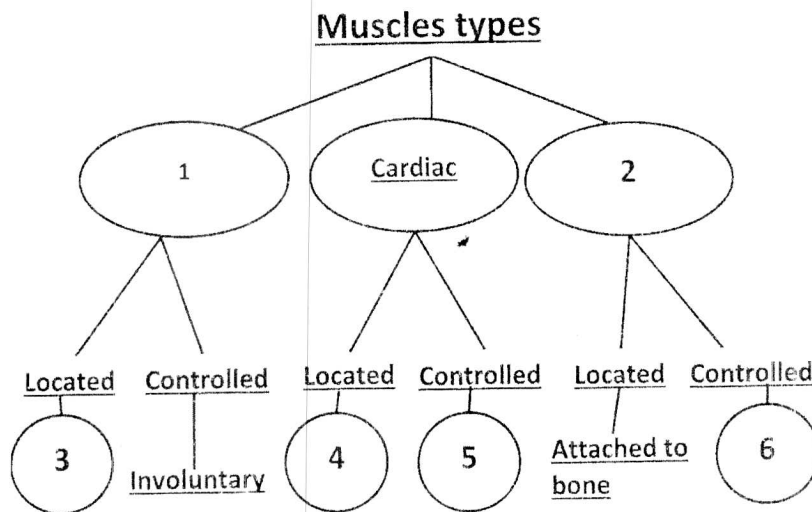 Muscles types
1
Cardiac
2
Located
Controlled
Located
Controlled
Located
Controlled
3
Involuntary
4
5
Attached to
bone
6